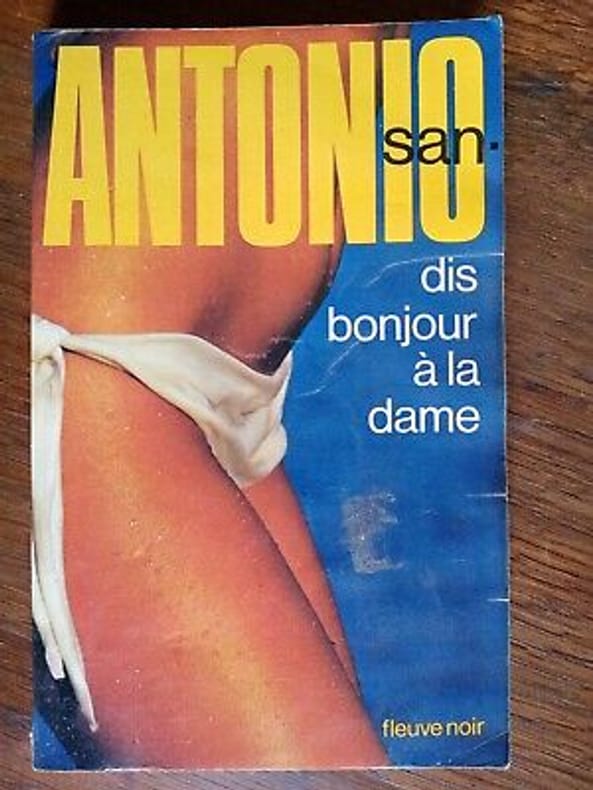 san-
ANTONIO
dis
bonjour
à la
dame
fleuve noir